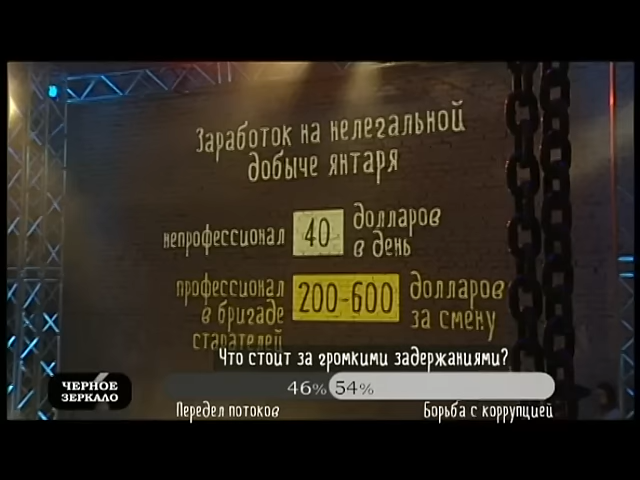 Заработок на нелегальной
добыче янтаря
непрофессионал 40 долларов
в день
профессионал
в бригаде
старателей
200-600 долларов
за смену
Что стоит за громкими задержаниями?
46% 54%
Передел потоков Борьба с коррупцией
ЧЕРНОЕ
ЗЕРКАЛО